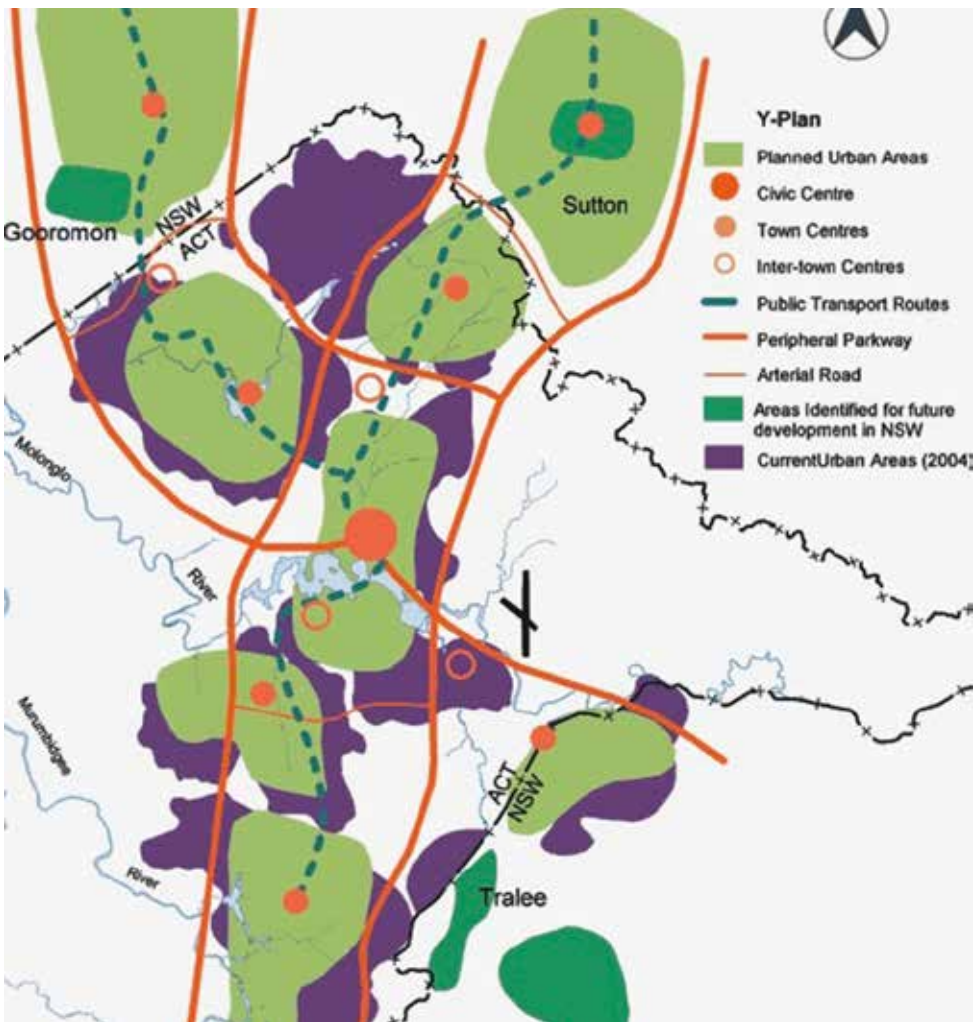 Y-Plan
Planned Urban Areas
Civic Centre
Town Centres
Inter-town Centres
Public Transport Routes
Peripheral Parkway
Arterial Road
Areas Identified for future
development in NSW
CurrentUrban Areas (2004)
Sutton
Gooromon
NSW
ACT
Molonglo
River
Murumbidgee
River
ACT
NSW
Tralee